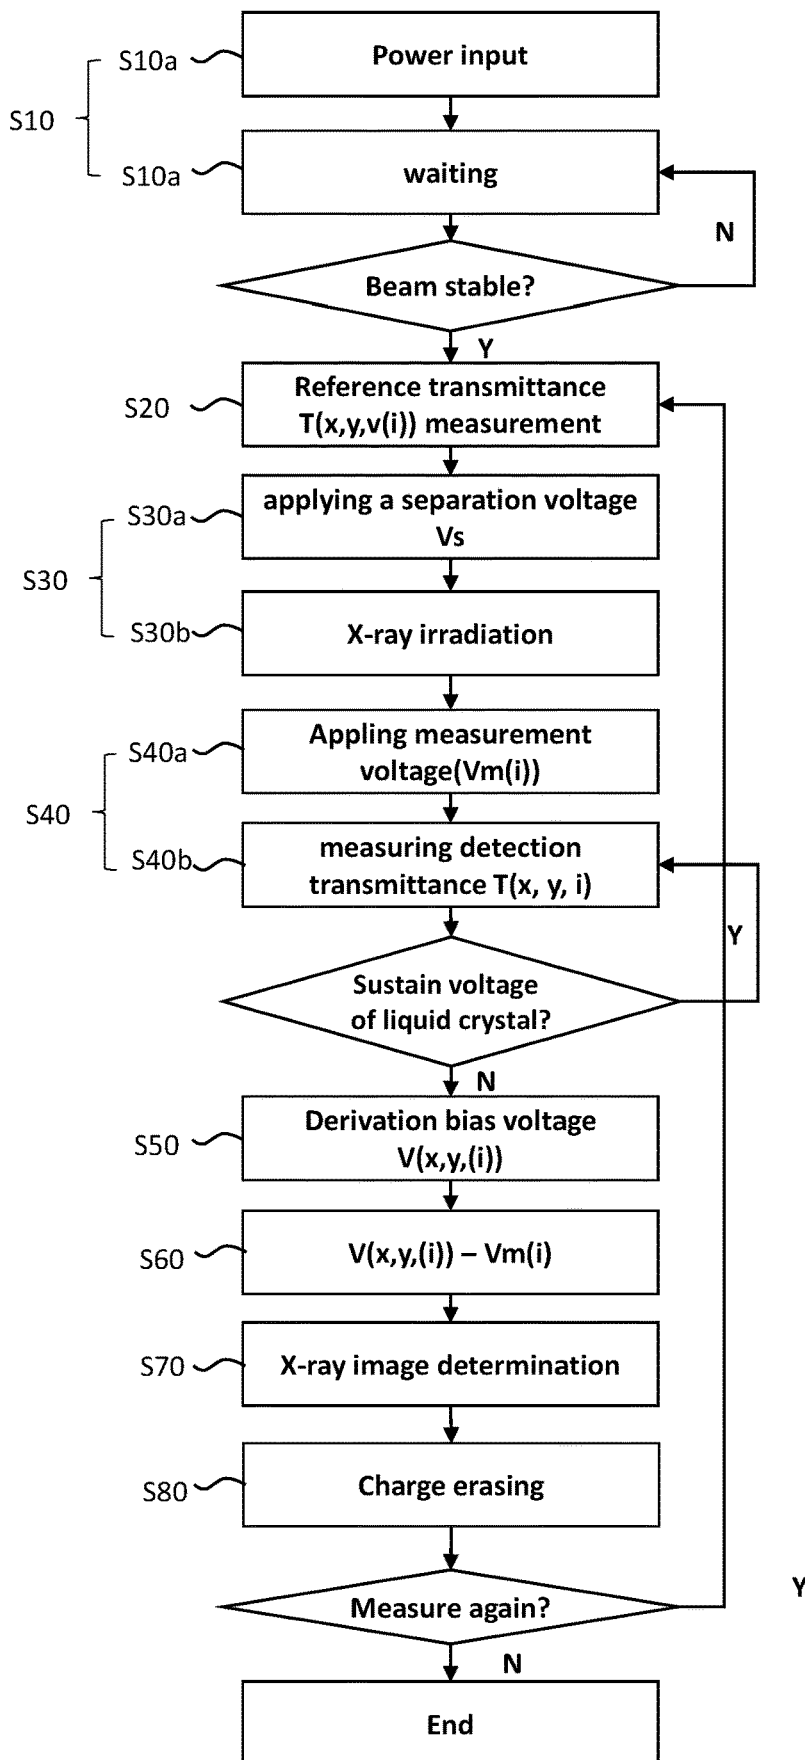 S10a
Power input
S10
S10a
waiting
N
Beam stable?
Y
S20
Reference transmittance
T(x,y,v(i)) measurement
S30a
applying a separation voltage
Vs
S30
S30b
X-ray irradiation
S40a
Appling measurement
voltage(Vm(i))
S40
S40b
measuring detection
transmittance T(x, y, i)
Y
Sustain voltage
of liquid crystal?
N
S50
Derivation bias voltage
V(x,y,(i))
S60
V(x,y,(i)) – Vm(i)
S70
X-ray image determination
S80
Charge erasing
Y
Measure again?
N
End